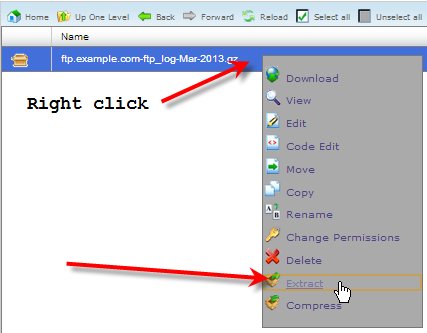 Home Up One Level Back Forward Reload Select all Unselect all
Name
ftp.example.com-ftp_log-Mar-2013.gz
Right click
Download
View
Edit
Code Edit
Move
Copy
Rename
Change Permissions
Delete
Extract
Compress